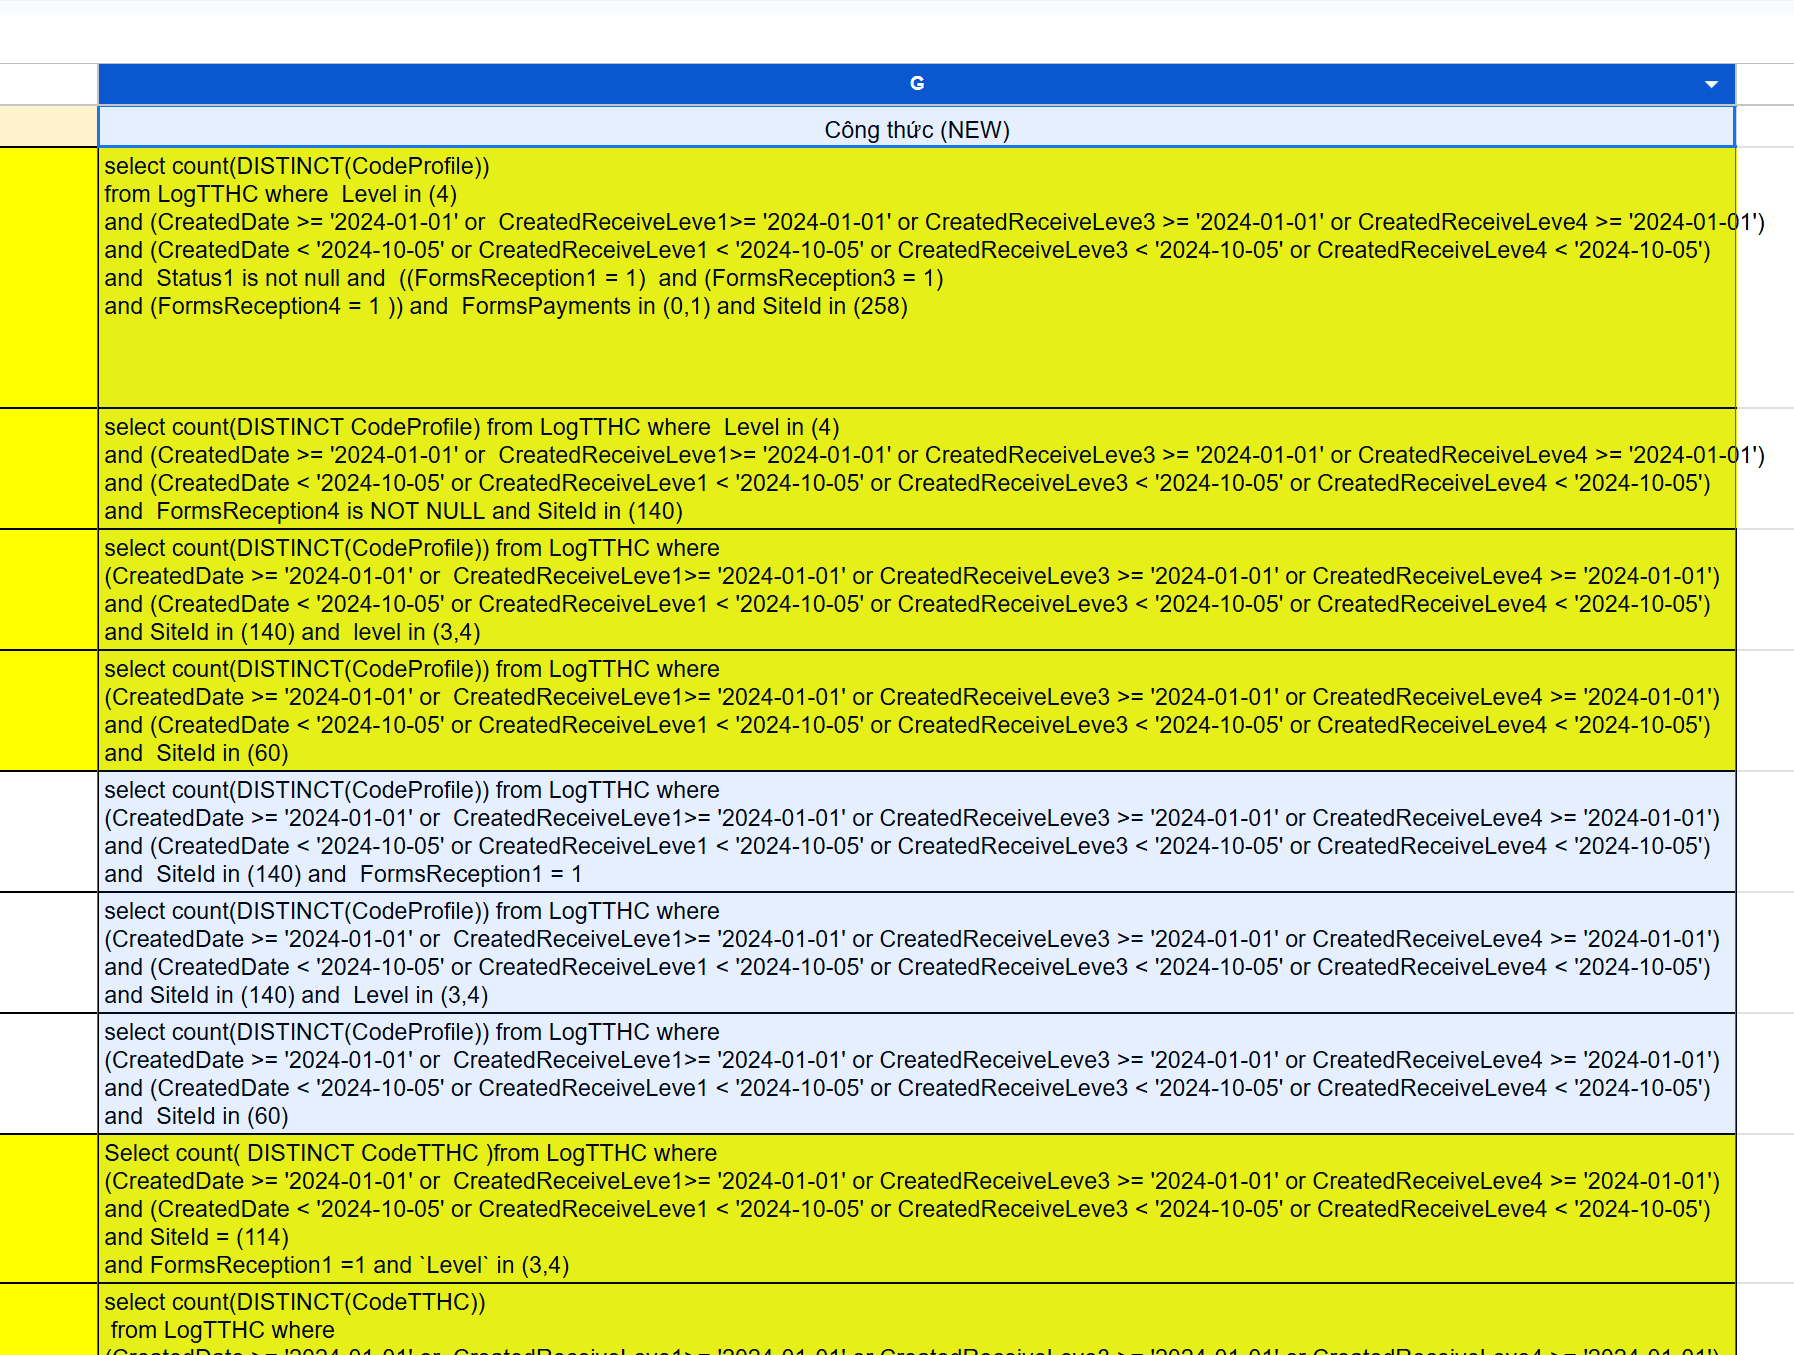 G
Công thức (NEW)
select count(DISTINCT(CodeProfile))
from LogTTHC where  Level in (4)
and (CreatedDate >= '2024-01-01' or  CreatedReceiveLeve1>= '2024-01-01' or CreatedReceiveLeve3 >= '2024-01-01' or CreatedReceiveLeve4 >= '2024-01-01')
and (CreatedDate < '2024-10-05' or CreatedReceiveLeve1 < '2024-10-05' or CreatedReceiveLeve3 < '2024-10-05' or CreatedReceiveLeve4 < '2024-10-05')
and  Status1 is not null and  ((FormsReception1 = 1)  and (FormsReception3 = 1)
and (FormsReception4 = 1 )) and  FormsPayments in (0,1) and SiteId in (258)
select count(DISTINCT CodeProfile) from LogTTHC where  Level in (4)
and (CreatedDate >= '2024-01-01' or  CreatedReceiveLeve1>= '2024-01-01' or CreatedReceiveLeve3 >= '2024-01-01' or CreatedReceiveLeve4 >= '2024-01-01')
and (CreatedDate < '2024-10-05' or CreatedReceiveLeve1 < '2024-10-05' or CreatedReceiveLeve3 < '2024-10-05' or CreatedReceiveLeve4 < '2024-10-05')
and  FormsReception4 is NOT NULL and SiteId in (140)
select count(DISTINCT(CodeProfile)) from LogTTHC where
(CreatedDate >= '2024-01-01' or  CreatedReceiveLeve1>= '2024-01-01' or CreatedReceiveLeve3 >= '2024-01-01' or CreatedReceiveLeve4 >= '2024-01-01')
and (CreatedDate < '2024-10-05' or CreatedReceiveLeve1 < '2024-10-05' or CreatedReceiveLeve3 < '2024-10-05' or CreatedReceiveLeve4 < '2024-10-05')
and SiteId in (140) and  level in (3,4)
select count(DISTINCT(CodeProfile)) from LogTTHC where
(CreatedDate >= '2024-01-01' or  CreatedReceiveLeve1>= '2024-01-01' or CreatedReceiveLeve3 >= '2024-01-01' or CreatedReceiveLeve4 >= '2024-01-01')
and (CreatedDate < '2024-10-05' or CreatedReceiveLeve1 < '2024-10-05' or CreatedReceiveLeve3 < '2024-10-05' or CreatedReceiveLeve4 < '2024-10-05')
and  SiteId in (60)
select count(DISTINCT(CodeProfile)) from LogTTHC where
(CreatedDate >= '2024-01-01' or  CreatedReceiveLeve1>= '2024-01-01' or CreatedReceiveLeve3 >= '2024-01-01' or CreatedReceiveLeve4 >= '2024-01-01')
and (CreatedDate < '2024-10-05' or CreatedReceiveLeve1 < '2024-10-05' or CreatedReceiveLeve3 < '2024-10-05' or CreatedReceiveLeve4 < '2024-10-05')
and  SiteId in (140) and  FormsReception1 = 1
select count(DISTINCT(CodeProfile)) from LogTTHC where
(CreatedDate >= '2024-01-01' or  CreatedReceiveLeve1>= '2024-01-01' or CreatedReceiveLeve3 >= '2024-01-01' or CreatedReceiveLeve4 >= '2024-01-01')
and (CreatedDate < '2024-10-05' or CreatedReceiveLeve1 < '2024-10-05' or CreatedReceiveLeve3 < '2024-10-05' or CreatedReceiveLeve4 < '2024-10-05')
and SiteId in (140) and  Level in (3,4)
select count(DISTINCT(CodeProfile)) from LogTTHC where
(CreatedDate >= '2024-01-01' or  CreatedReceiveLeve1>= '2024-01-01' or CreatedReceiveLeve3 >= '2024-01-01' or CreatedReceiveLeve4 >= '2024-01-01')
and (CreatedDate < '2024-10-05' or CreatedReceiveLeve1 < '2024-10-05' or CreatedReceiveLeve3 < '2024-10-05' or CreatedReceiveLeve4 < '2024-10-05')
and  SiteId in (60)
Select count( DISTINCT CodeTTHC )from LogTTHC where
(CreatedDate >= '2024-01-01' or  CreatedReceiveLeve1>= '2024-01-01' or CreatedReceiveLeve3 >= '2024-01-01' or CreatedReceiveLeve4 >= '2024-01-01')
and (CreatedDate < '2024-10-05' or CreatedReceiveLeve1 < '2024-10-05' or CreatedReceiveLeve3 < '2024-10-05' or CreatedReceiveLeve4 < '2024-10-05')
and SiteId = (114)
and FormsReception1 =1 and `Level` in (3,4)
select count(DISTINCT(CodeTTHC))
from LogTTHC where
(CreatedDate >= '2024-01-01' or  CreatedReceiveLeve1>= '2024-01-01' or CreatedReceiveLeve3 >= '2024-01-01' or CreatedReceiveLeve4 >= '2024-01-01')